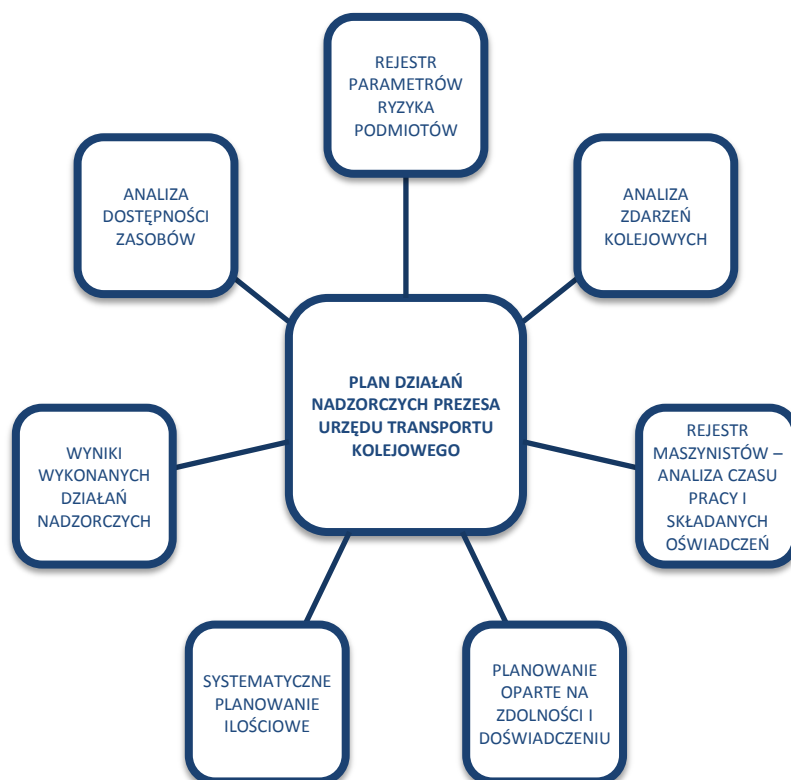 REJESTR
PARAMETRÓW
RYZYKA
PODMIOTÓW
ANALIZA
ZDARZEŃ
KOLEJOWYCH
REJESTR
MASZYNISTÓW –
ANALIZA CZASU
PRACY I
SKŁADANYCH
OŚWIADCZEŃ
PLANOWANIE
OPARTE NA
ZDOLNOŚCI I
DOŚWIADCZENIU
SYSTEMATYCZNE
PLANOWANIE
ILOŚCIOWE
WYNIKI
WYKONANYCH
DZIAŁAŃ
NADZORCZYCH
ANALIZA
DOSTĘPNOŚCI
ZASOBÓW
PLAN DZIAŁAŃ
NADZORCZYCH PREZESA
URZĘDU TRANSPORTU
KOLEJOWEGO